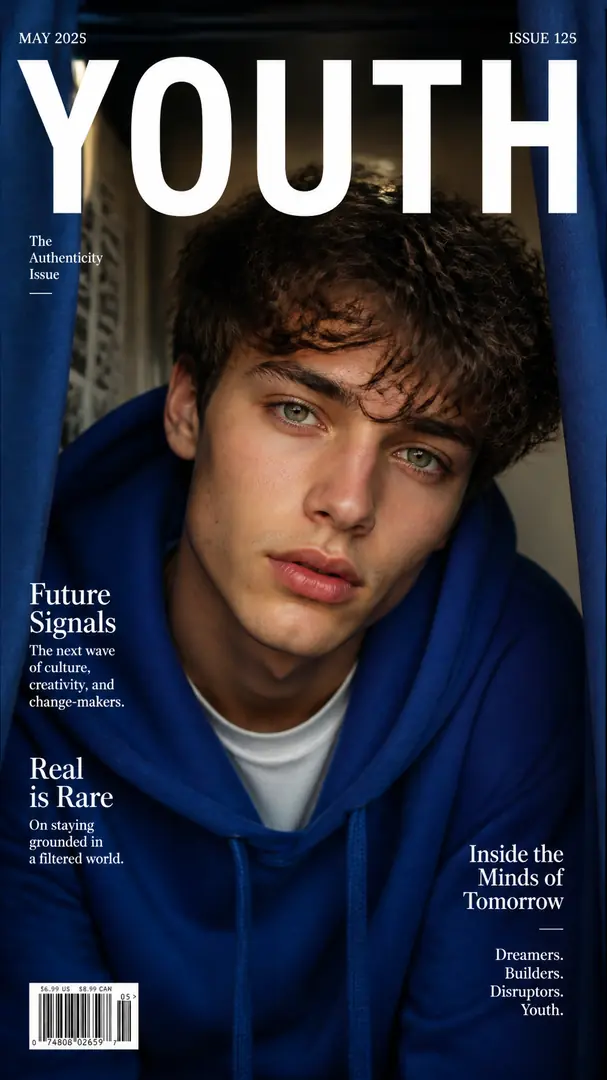 MAY 2025
ISSUE 125
YOUTH
The
Authenticity
Issue
Future
Signals
The next wave
of culture,
creativity, and
change-makers.
Real
is Rare
On staying
grounded in
a filtered world.
Inside the
Minds of
Tomorrow
Dreamers.
Builders.
Disruptors.
Youth.
$6.99 US $8.99 CAN
05>
0 74808 02659 7